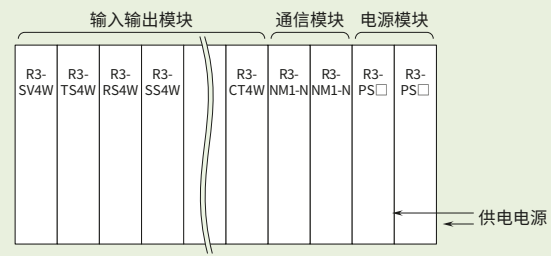 输入输出模块 通信模块 电源模块
R3- R3- R3- R3- R3- R3- R3- R3- R3-
SV4W TS4W RS4W SS4W CT4W NM1-N NM1-N PS□ PS□
供电电源